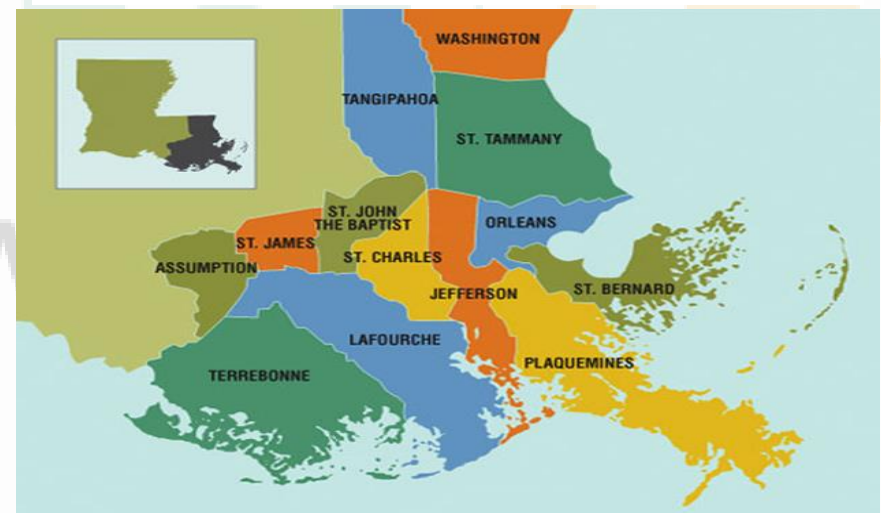 WASHINGTON
TANGIPAHOA
ST. TAMMANY
ST. JOHN
THE BAPTIST
ORLEANS
ST. JAMES
ST. CHARLES
ASSUMPTION
ST. BERNARD
JEFFERSON
LAFOURCHE
PLAQUEMINES
TERREBONNE